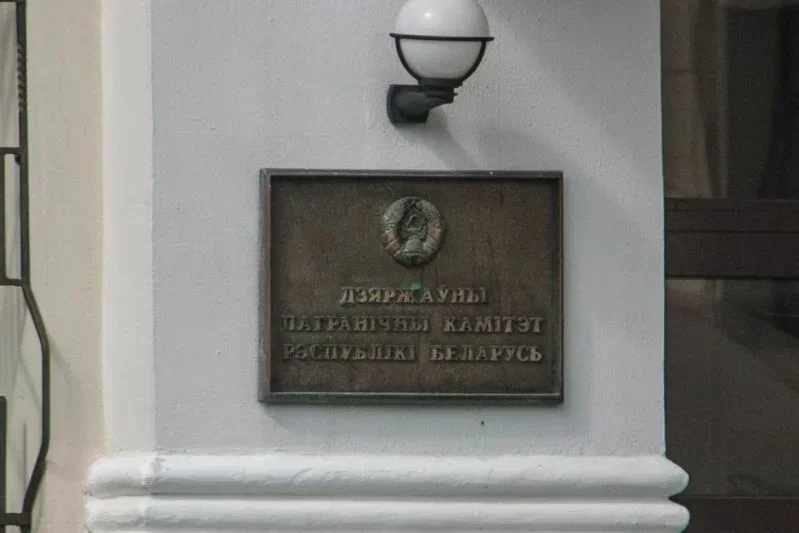 ДЗЯРЖАЎНЫ
ПАГРАНІЧНЫ КАМІТЭТ
РЭСПУБЛІКІ БЕЛАРУСЬ